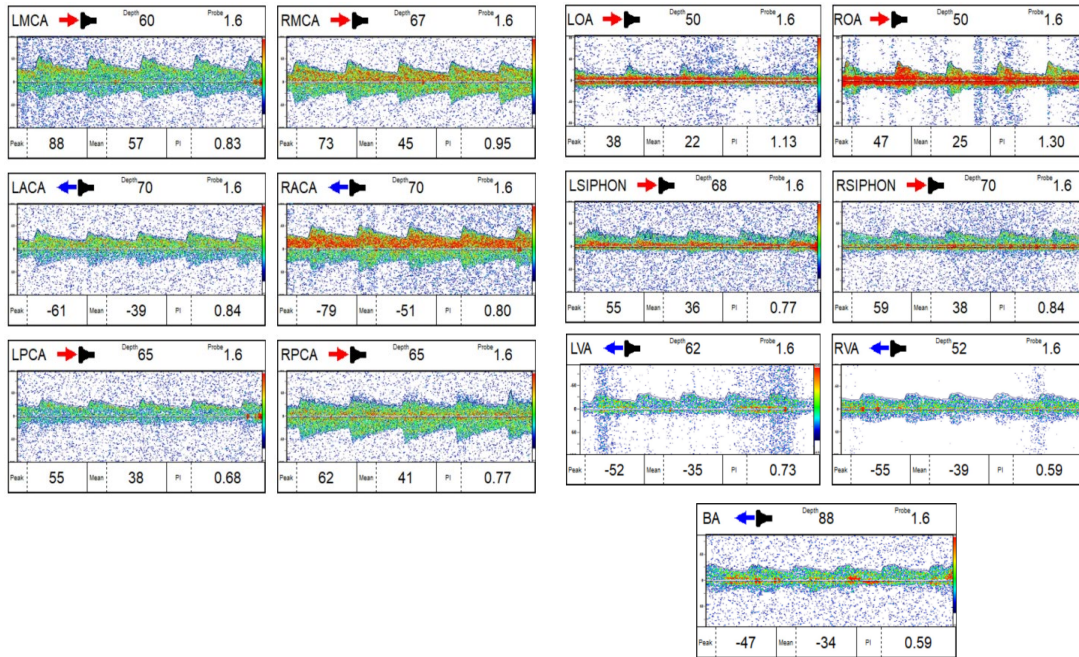 LMCA Depth 60 Probe 1.6
Peak 88 Mean 57 PI 0.83
RMCA Depth 67 Probe 1.6
Peak 73 Mean 45 PI 0.95
LOA Depth 50 Probe 1.6
Peak 38 Mean 22 PI 1.13
ROA Depth 50 Probe 1.6
Peak 47 Mean 25 PI 1.30
LACA Depth 70 Probe 1.6
Peak -61 Mean -39 PI 0.84
RACA Depth 70 Probe 1.6
Peak -79 Mean -51 PI 0.80
LSIPHON Depth 68 Probe 1.6
Peak 55 Mean 36 PI 0.77
RSIPHON Depth 70 Probe 1.6
Peak 59 Mean 38 PI 0.84
LPCA Depth 65 Probe 1.6
Peak 55 Mean 38 PI 0.68
RPCA Depth 65 Probe 1.6
Peak 62 Mean 41 PI 0.77
LVA Depth 62 Probe 1.6
Peak -52 Mean -35 PI 0.73
RVA Depth 52 Probe 1.6
Peak -55 Mean -39 PI 0.59
BA Depth 88 Probe 1.6
Peak -47 Mean -34 PI 0.59